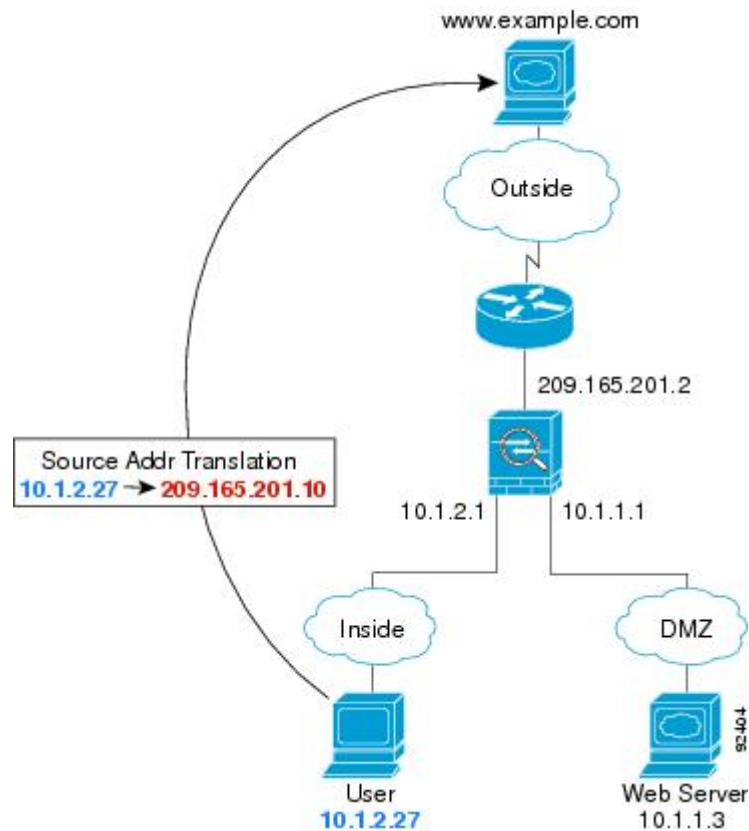 www.example.com
Outside
209.165.201.2
Source Addr Translation
10.1.2.27 → 209.165.201.10
10.1.2.1
10.1.1.1
Inside
DMZ
92404
User
10.1.2.27
Web Server
10.1.1.3